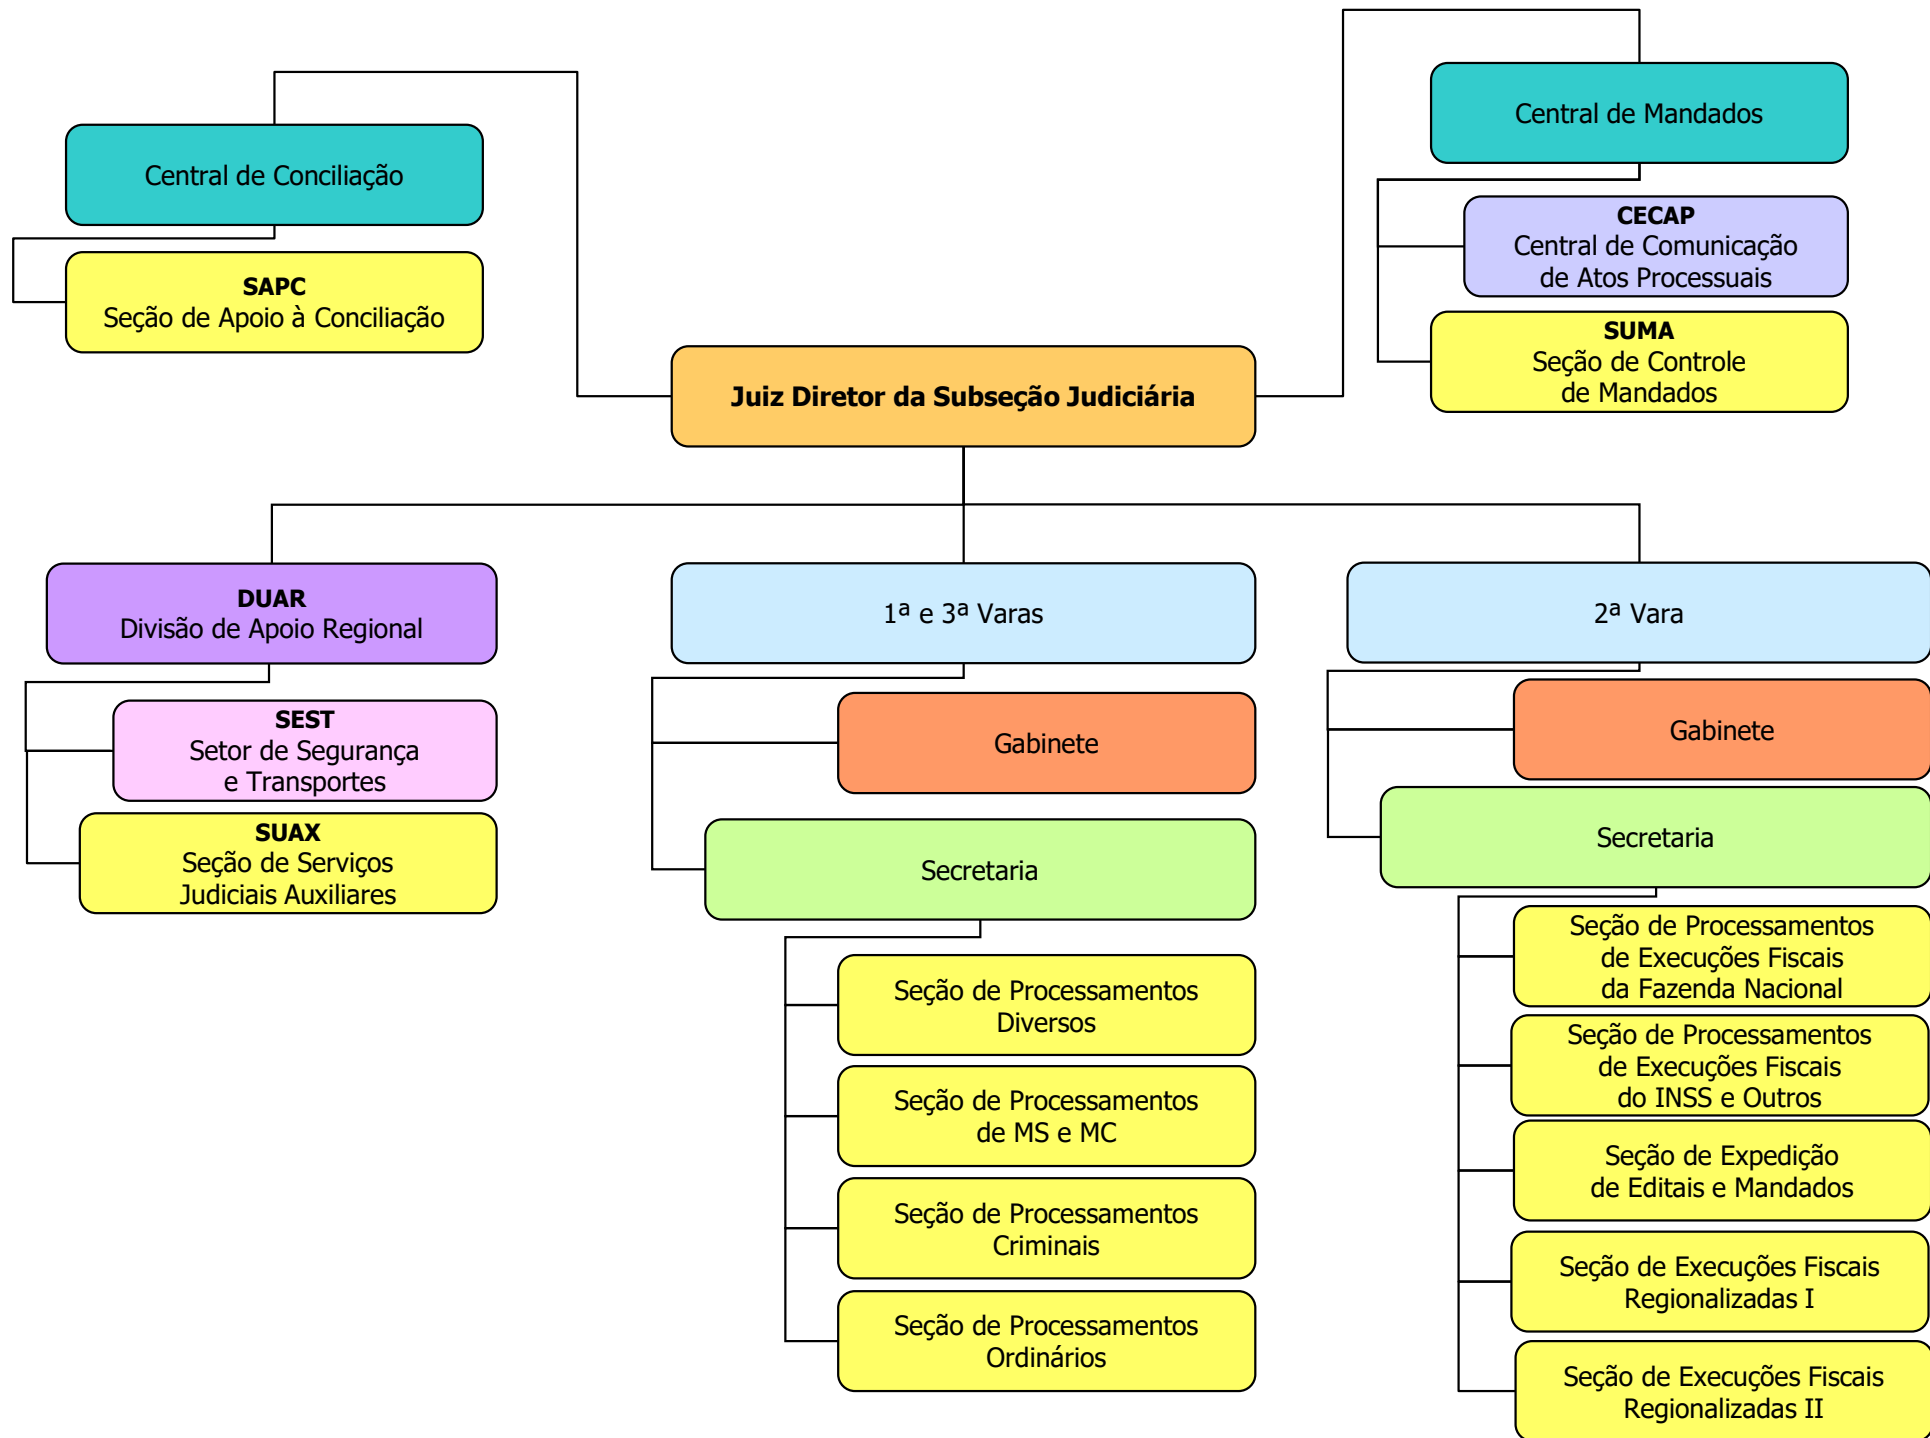 Central de Mandados
Central de Conciliação
CECAP
Central de Comunicação
de Atos Processuais
SAPC
Seção de Apoio à Conciliação
SUMA
Seção de Controle
de Mandados
Juiz Diretor da Subseção Judiciária
DUAR
Divisão de Apoio Regional
SEST
Setor de Segurança
e Transportes
SUAX
Seção de Serviços
Judiciais Auxiliares
1ª e 3ª Varas
Gabinete
Secretaria
Seção de Processamentos
Diversos
Seção de Processamentos
de MS e MC
Seção de Processamentos
Criminais
Seção de Processamentos
Ordinários
2ª Vara
Gabinete
Secretaria
Seção de Processamentos
de Execuções Fiscais
da Fazenda Nacional
Seção de Processamentos
de Execuções Fiscais
do INSS e Outros
Seção de Expedição
de Editais e Mandados
Seção de Execuções Fiscais
Regionalizadas I
Seção de Execuções Fiscais
Regionalizadas II